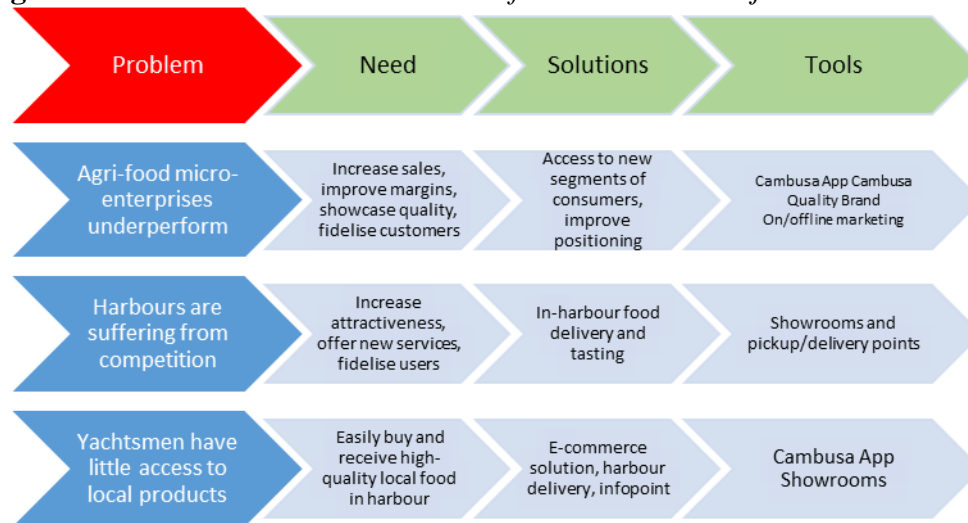 Problem
Need
Solutions
Tools
Agri-food micro-
enterprises
underperform
Increase sales,
improve margins,
showcase quality,
fidelise customers
Access to new
segments of
consumers,
improve
positioning
Cambusa App Cambusa
Quality Brand
On/offline marketing
Harbours are
suffering from
competition
Increase
attractiveness,
offer new services,
fidelise users
In-harbour food
delivery and
tasting
Showrooms and
pickup/delivery points
Yachtsmen have
little access to
local products
Easily buy and
receive high-
quality local food
in harbour
E-commerce
solution, harbour
delivery, infopoint
Cambusa App
Showrooms